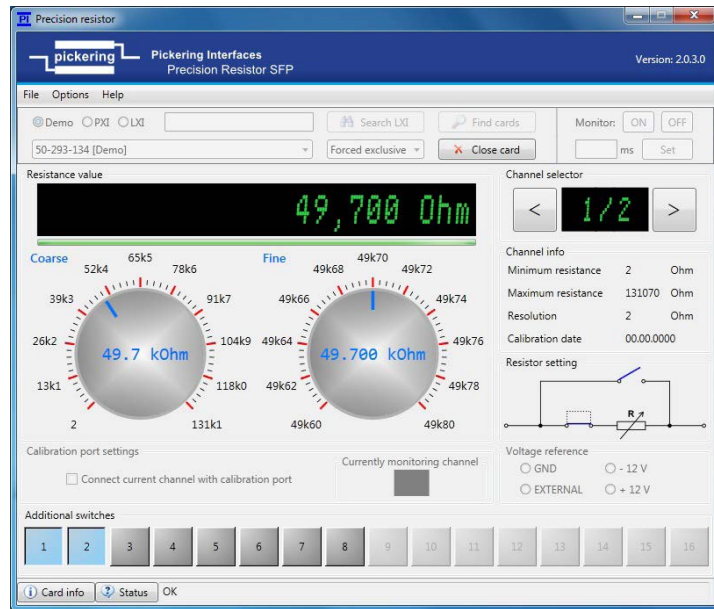 PI Precision resistor
pickering Pickering Interfaces
Precision Resistor SFP
Version: 2.0.3.0
File Options Help
Demo PXI LXI Search LXI Find cards Monitor: ON OFF
50-293-134 [Demo] Forced exclusive Close card ms Set
Resistance value
49,700 Ohm
Coarse
2
13k1
26k2
39k3
52k4
65k5
78k6
91k7
104k9
118k0
131k1
49.7 kOhm
Fine
49k60
49k62
49k64
49k66
49k68
49k70
49k72
49k74
49k76
49k78
49k80
49.700 kOhm
Channel selector
< 1/2 >
Channel info
Minimum resistance 2 Ohm
Maximum resistance 131070 Ohm
Resolution 2 Ohm
Calibration date 00.00.0000
Resistor setting
R
Calibration port settings
Connect current channel with calibration port
Currently monitoring channel
Voltage reference
GND - 12 V
EXTERNAL + 12 V
Additional switches
1 2 3 4 5 6 7 8 9 10 11 12 13 14 15 16
Card info Status OK